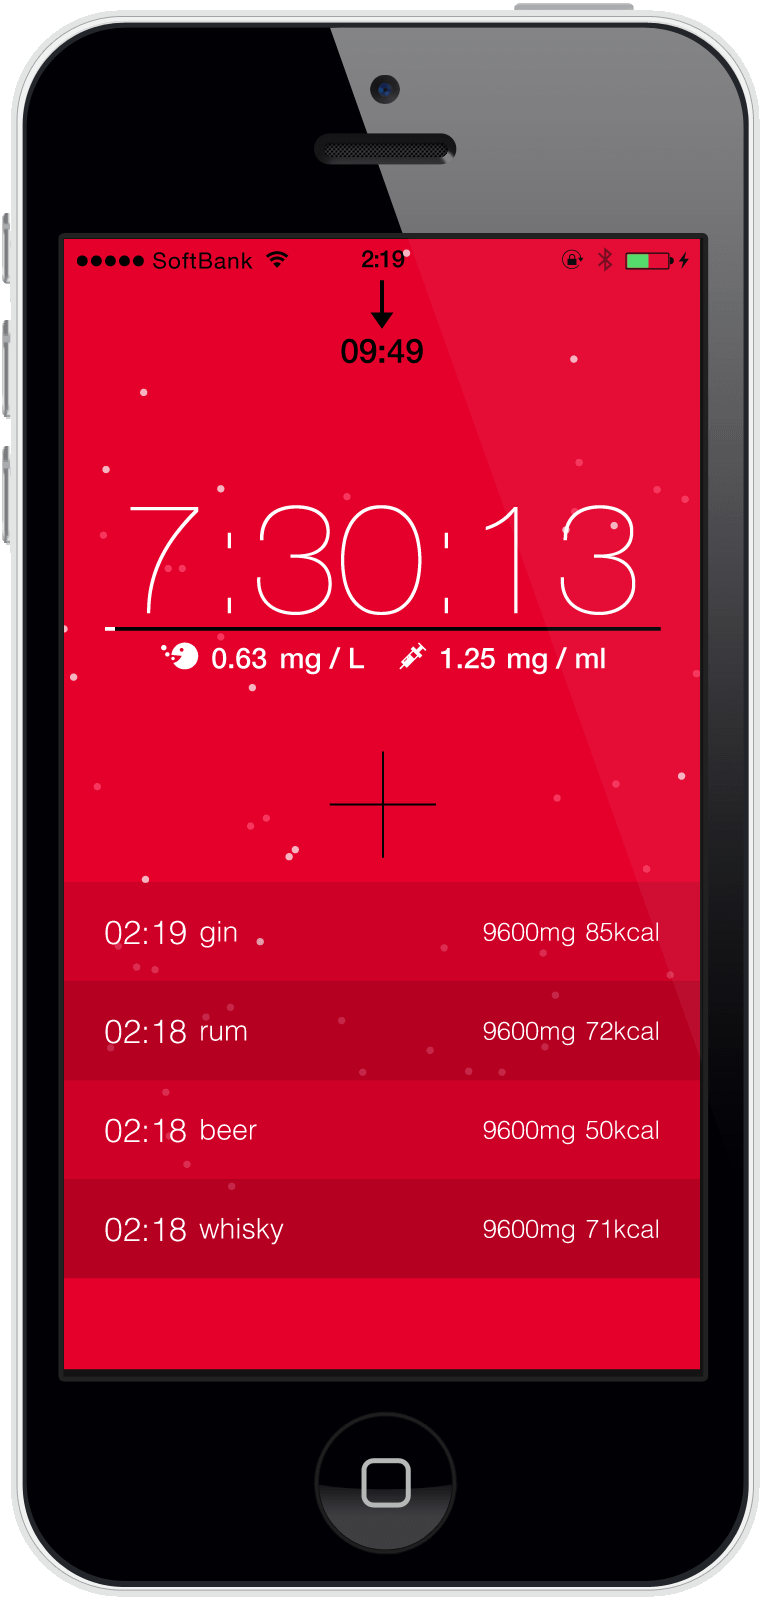 SoftBank 2:19
09:49
7:30:13
0.63 mg / L 1.25 mg / ml
02:19 gin 9600mg 85kcal
02:18 rum 9600mg 72kcal
02:18 beer 9600mg 50kcal
02:18 whisky 9600mg 71kcal